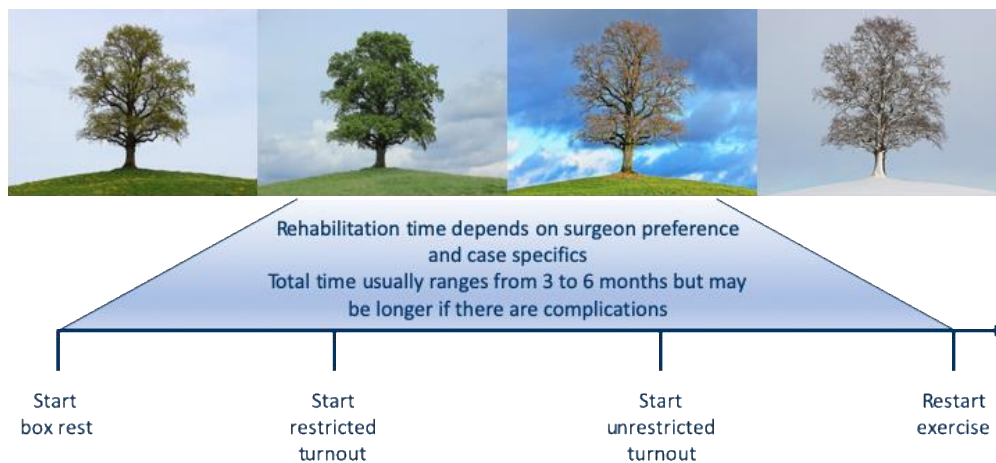 Rehabilitation time depends on surgeon preference
and case specifics
Total time usually ranges from 3 to 6 months but may
be longer if there are complications
Start
box rest
Start
restricted
turnout
Start
unrestricted
turnout
Restart
exercise